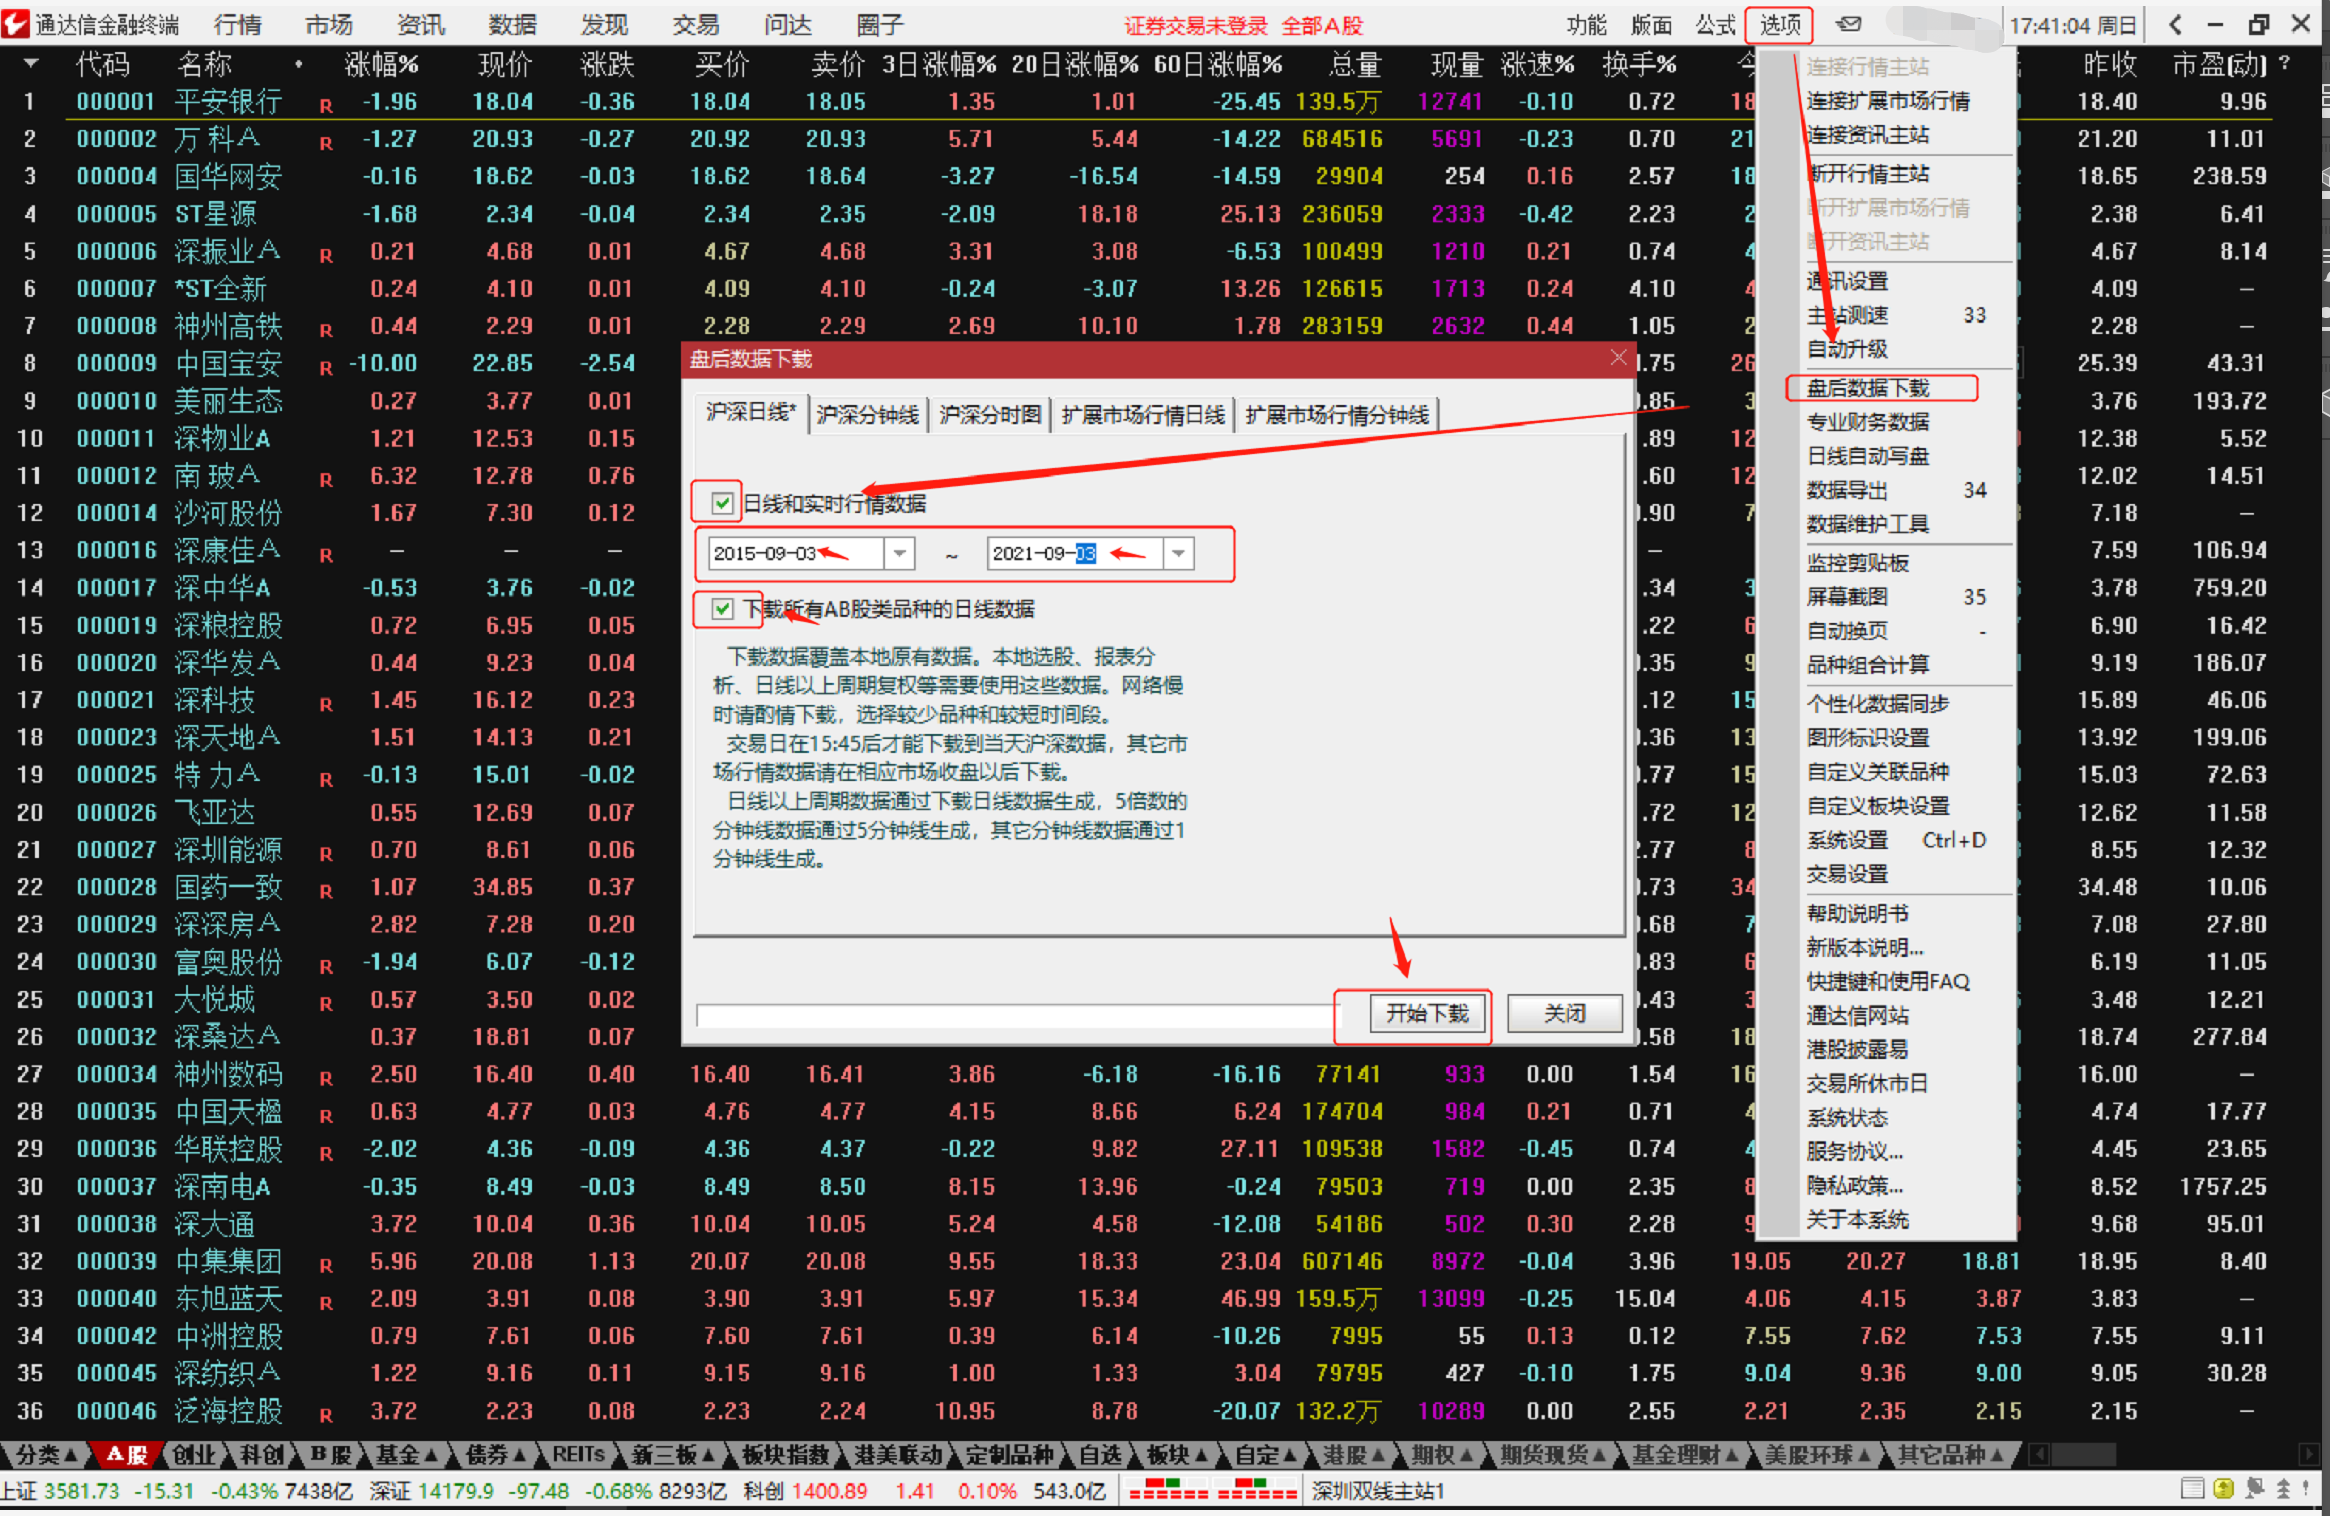 通达信金融终端 行情 市场 资讯 数据 发现 交易 问达 圈子 证券交易未登录 全部A股 功能 版面 公式 选项 17:41:04 周日
代码 名称 涨幅% 现价 涨跌 买价 卖价 3日涨幅% 20日涨幅% 60日涨幅% 总量 现量 涨速% 换手% 昨收 市盈(动) ?
1 000001 平安银行 R -1.96 18.04 -0.36 18.04 18.05 1.35 1.01 -25.45 139.5万 12741 -0.10 0.72 18 18.40 9.96
2 000002 万 科A R -1.27 20.93 -0.27 20.92 20.93 5.71 5.44 -14.22 684516 5691 -0.23 0.70 21 21.20 11.01
3 000004 国华网安 -0.16 18.62 -0.03 18.62 18.64 -3.27 -16.54 -14.59 29904 254 0.16 2.57 18 18.65 238.59
4 000005 ST星源 -1.68 2.34 -0.04 2.34 2.35 -2.09 18.18 25.13 236059 2333 -0.42 2.23 2 2.38 6.41
5 000006 深振业A R 0.21 4.68 0.01 4.67 4.68 3.31 3.08 -6.53 100499 1210 0.21 0.74 4 4.67 8.14
6 000007 *ST全新 0.24 4.10 0.01 4.09 4.10 -0.24 -3.07 13.26 126615 1713 0.24 4.10 4 4.09 —
7 000008 神州高铁 R 0.44 2.29 0.01 2.28 2.29 2.69 10.10 1.78 283159 2632 0.44 1.05 2 2.28 —
8 000009 中国宝安 R -10.00 22.85 -2.54 .75 26 25.39 43.31
9 000010 美丽生态 0.27 3.77 0.01 .85 3 3.76 193.72
10 000011 深物业A 1.21 12.53 0.15 .89 12 12.38 5.52
11 000012 南 玻A R 6.32 12.78 0.76 .60 12 12.02 14.51
12 000014 沙河股份 1.67 7.30 0.12 .90 7 7.18 —
13 000016 深康佳A R — — — — 7.59 106.94
14 000017 深中华A -0.53 3.76 -0.02 .34 3 3.78 759.20
15 000019 深粮控股 0.72 6.95 0.05 .22 6 6.90 16.42
16 000020 深华发A 0.44 9.23 0.04 .35 9 9.19 186.07
17 000021 深科技 R 1.45 16.12 0.23 .12 15 15.89 46.06
18 000023 深天地A 1.51 14.13 0.21 .36 13 13.92 199.06
19 000025 特 力A R -0.13 15.01 -0.02 .77 15 15.03 72.63
20 000026 飞亚达 0.55 12.69 0.07 .72 12 12.62 11.58
21 000027 深圳能源 R 0.70 8.61 0.06 .77 8 8.55 12.32
22 000028 国药一致 R 1.07 34.85 0.37 .73 34 34.48 10.06
23 000029 深深房A 2.82 7.28 0.20 .68 7 7.08 27.80
24 000030 富奥股份 R -1.94 6.07 -0.12 .83 6 6.19 11.05
25 000031 大悦城 R 0.57 3.50 0.02 .43 3 3.48 12.21
26 000032 深桑达A 0.37 18.81 0.07 .58 18 18.74 277.84
27 000034 神州数码 R 2.50 16.40 0.40 16.40 16.41 3.86 -6.18 -16.16 77141 933 0.00 1.54 16 16.00 —
28 000035 中国天楹 R 0.63 4.77 0.03 4.76 4.77 4.15 8.66 6.24 174704 984 0.21 0.71 4 4.74 17.77
29 000036 华联控股 R -2.02 4.36 -0.09 4.36 4.37 -0.22 9.82 27.11 109538 1582 -0.45 0.74 4 4.45 23.65
30 000037 深南电A -0.35 8.49 -0.03 8.49 8.50 8.15 13.96 -0.24 79503 719 0.00 2.35 8 8.52 1757.25
31 000038 深大通 3.72 10.04 0.36 10.04 10.05 5.24 4.58 -12.08 54186 502 0.30 2.28 9 9.68 95.01
32 000039 中集集团 R 5.96 20.08 1.13 20.07 20.08 9.55 18.33 23.04 607146 8972 -0.04 3.96 19.05 20.27 18.81 18.95 8.40
33 000040 东旭蓝天 R 2.09 3.91 0.08 3.90 3.91 5.97 15.34 46.99 159.5万 13099 -0.25 15.04 4.06 4.15 3.87 3.83 —
34 000042 中洲控股 0.79 7.61 0.06 7.60 7.61 0.39 6.14 -10.26 7995 55 0.13 0.12 7.55 7.62 7.53 7.55 9.11
35 000045 深纺织A 1.22 9.16 0.11 9.15 9.16 1.00 1.33 3.04 79795 427 -0.10 1.75 9.04 9.36 9.00 9.05 30.28
36 000046 泛海控股 R 3.72 2.23 0.08 2.23 2.24 10.95 8.78 -20.07 132.2万 10289 0.00 2.55 2.21 2.35 2.15 2.15 —
连接行情主站
连接扩展市场行情
连接资讯主站
断开行情主站
断开扩展市场行情
断开资讯主站
通讯设置
主站测速 33
自动升级
盘后数据下载
专业财务数据
日线自动写盘
数据导出 34
数据维护工具
监控剪贴板
屏幕截图 35
自动换页 -
品种组合计算
个性化数据同步
图形标识设置
自定义关联品种
自定义板块设置
系统设置 Ctrl+D
交易设置
帮助说明书
新版本说明...
快捷键和使用FAQ
通达信网站
港股披露易
交易所休市日
系统状态
服务协议...
隐私政策...
关于本系统
盘后数据下载
沪深日线* 沪深分钟线 沪深分时图 扩展市场行情日线 扩展市场行情分钟线
日线和实时行情数据
2015-09-03 ~ 2021-09-03
下载所有AB股类品种的日线数据
下载数据覆盖本地原有数据。本地选股、报表分
析、日线以上周期复权等需要使用这些数据。网络慢
时请酌情下载，选择较少品种和较短时间段。
交易日在15:45后才能下载到当天沪深数据，其它市
场行情数据请在相应市场收盘以后下载。
日线以上周期数据通过下载日线数据生成，5倍数的
分钟线数据通过5分钟线生成，其它分钟线数据通过1
分钟线生成。
开始下载 关闭
分类 A股 创业 科创 B股 基金 债券 REITs 新三板 板块指数 港美联动 定制品种 自选 板块 自定 港股 期权 期货现货 基金理财 美股环球 其它品种
上证 3581.73 -15.31 -0.43% 7438亿 深证 14179.9 -97.48 -0.68% 8293亿 科创 1400.89 1.41 0.10% 543.0亿 深圳双线主站1